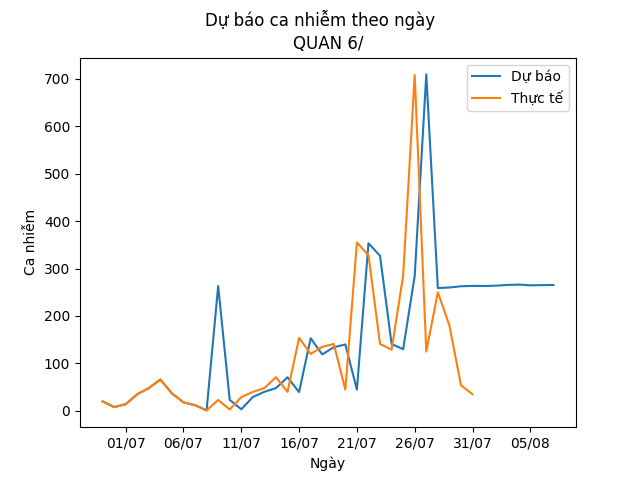 Dự báo ca nhiễm theo ngày
QUAN 6/
Dự báo
Thực tế
Ca nhiễm
700
600
500
400
300
200
100
0
01/07 06/07 11/07 16/07 21/07 26/07 31/07 05/08
Ngày